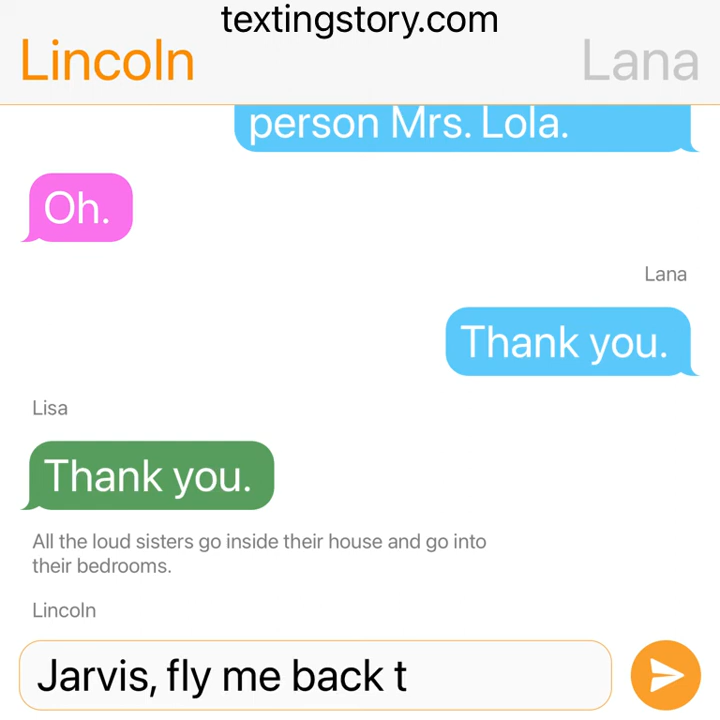 textingstory.com
Lincoln
Lana
person Mrs. Lola.
Oh.
Lana
Thank you.
Lisa
Thank you.
All the loud sisters go inside their house and go into
their bedrooms.
Lincoln
Jarvis, fly me back t